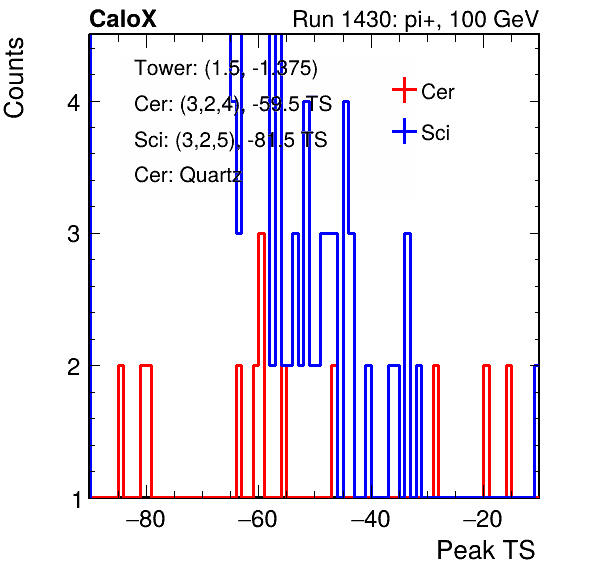 CaloX
Run 1430: pi+, 100 GeV
Counts
Tower: (1.5, -1.375)
Cer: (3,2,4), -59.5 TS
Sci: (3,2,5), -81.5 TS
Cer: Quartz
Cer
Sci
4
3
2
1
−80
−60
−40
−20
Peak TS